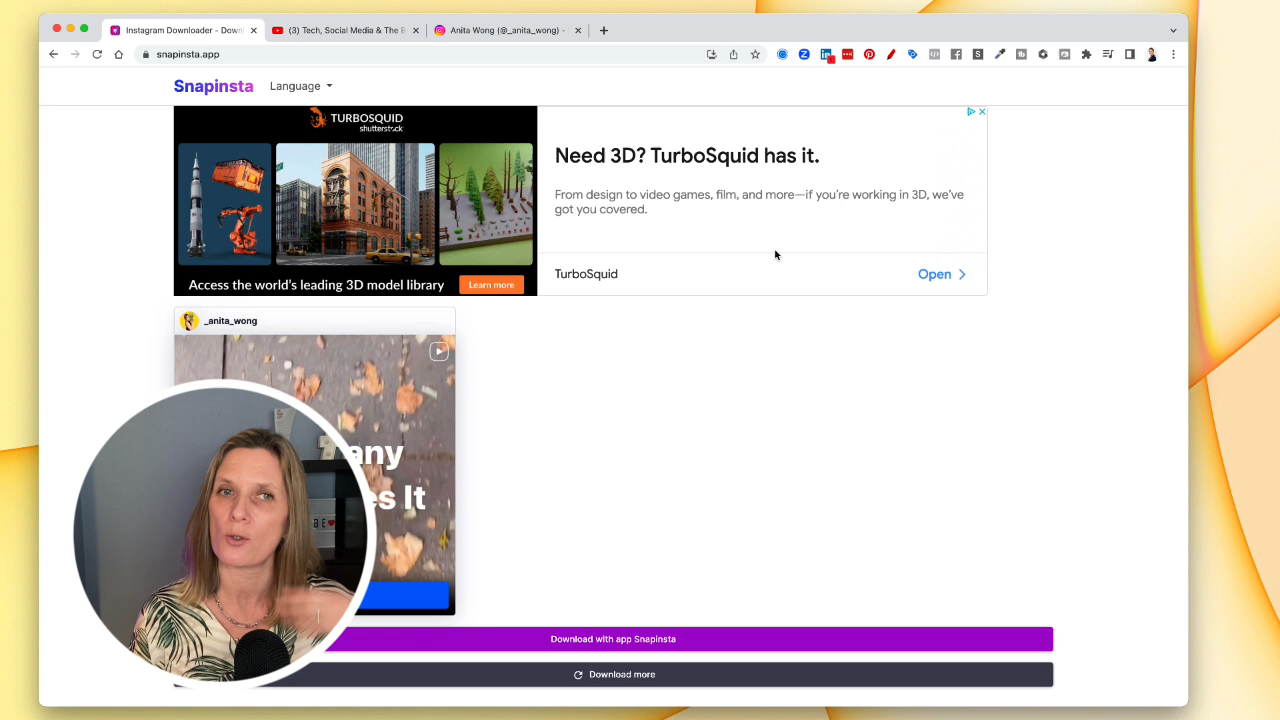 Instagram Downloader - Down
(3) Tech, Social Media & The B
Anita Wong (@_anita_wong) -
snapinsta.app
Snapinsta
Language
TURBOSQUID
shutterstock
Need 3D? TurboSquid has it.
From design to video games, film, and more—if you're working in 3D, we've
got you covered.
Access the world's leading 3D model library
Learn more
TurboSquid
Open
_anita_wong
any
es It
Download with app Snapinsta
Download more